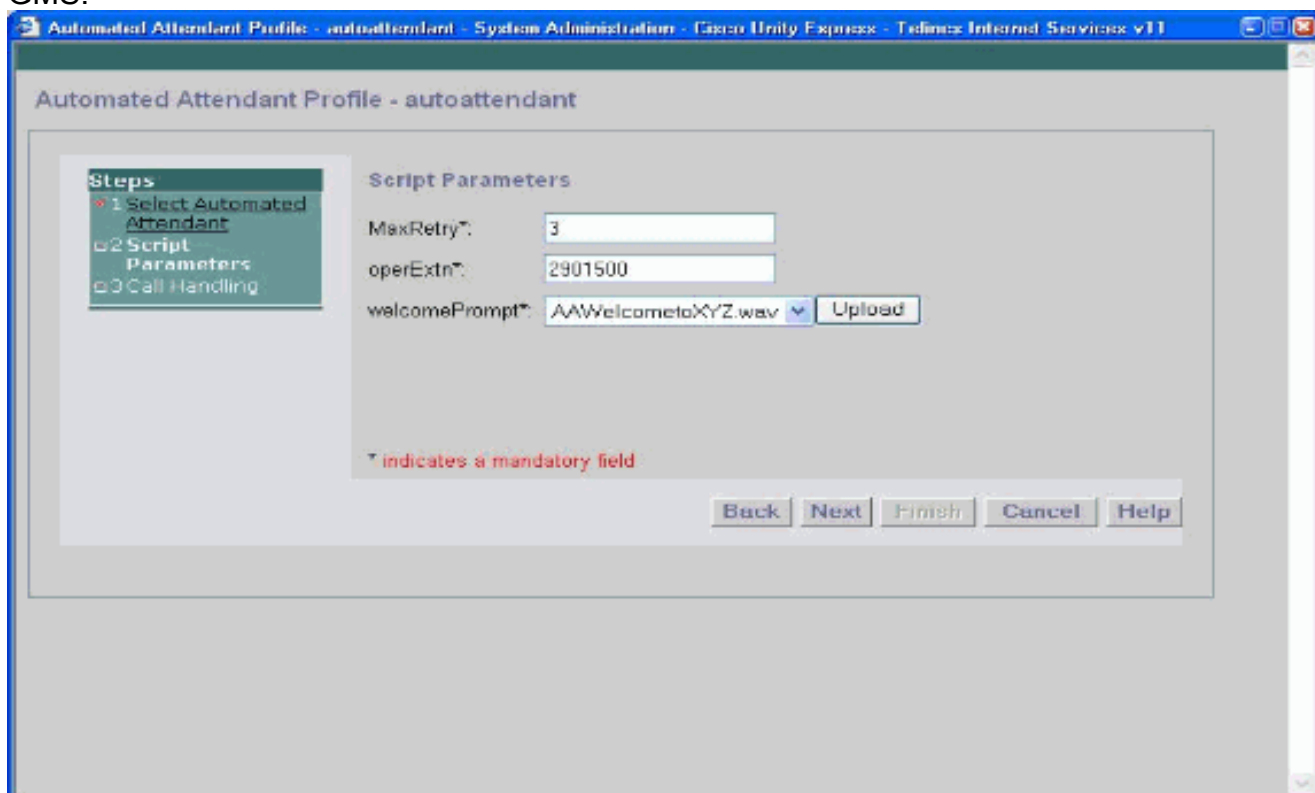 GMC.
Automated Attendant Profile - autoattendant - System Administration - Cisco Unity Express - Telimex Internet Services v11
Automated Attendant Profile - autoattendant
Steps
1 Select Automated
Attendant
2 Script
Parameters
3 Call Handling
Script Parameters
MaxRetry*: 3
operExtn*: 2901500
welcomePrompt*: AAWelcometoXYZ.wav Upload
* indicates a mandatory field
Back Next Finish Cancel Help